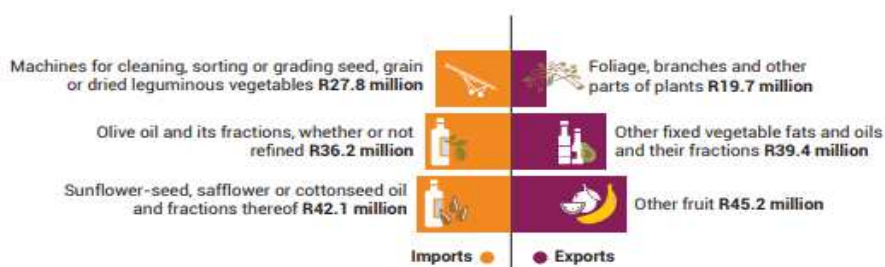 Machines for cleaning, sorting or grading seed, grain
or dried leguminous vegetables R27.8 million
Foliage, branches and other
parts of plants R19.7 million
Olive oil and its fractions, whether or not
refined R36.2 million
Other fixed vegetable fats and oils
and their fractions R39.4 million
Sunflower-seed, safflower or cottonseed oil
and fractions thereof R42.1 million
Other fruit R45.2 million
Imports
Exports